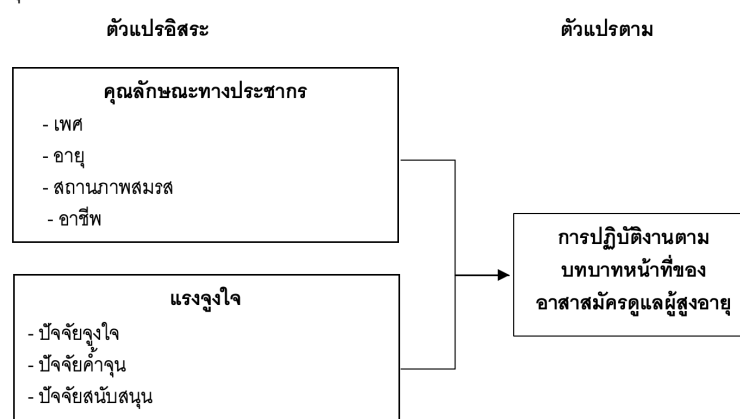 ตัวแปรอิสระ
ตัวแปรตาม
คุณลักษณะทางประชากร
- เพศ
- อายุ
- สถานภาพสมรส
- อาชีพ
แรงจูงใจ
- ปัจจัยจูงใจ
- ปัจจัยค้ำจุน
- ปัจจัยสนับสนุน
การปฏิบัติงานตาม
บทบาทหน้าที่ของ
อาสาสมัครดูแลผู้สูงอายุ